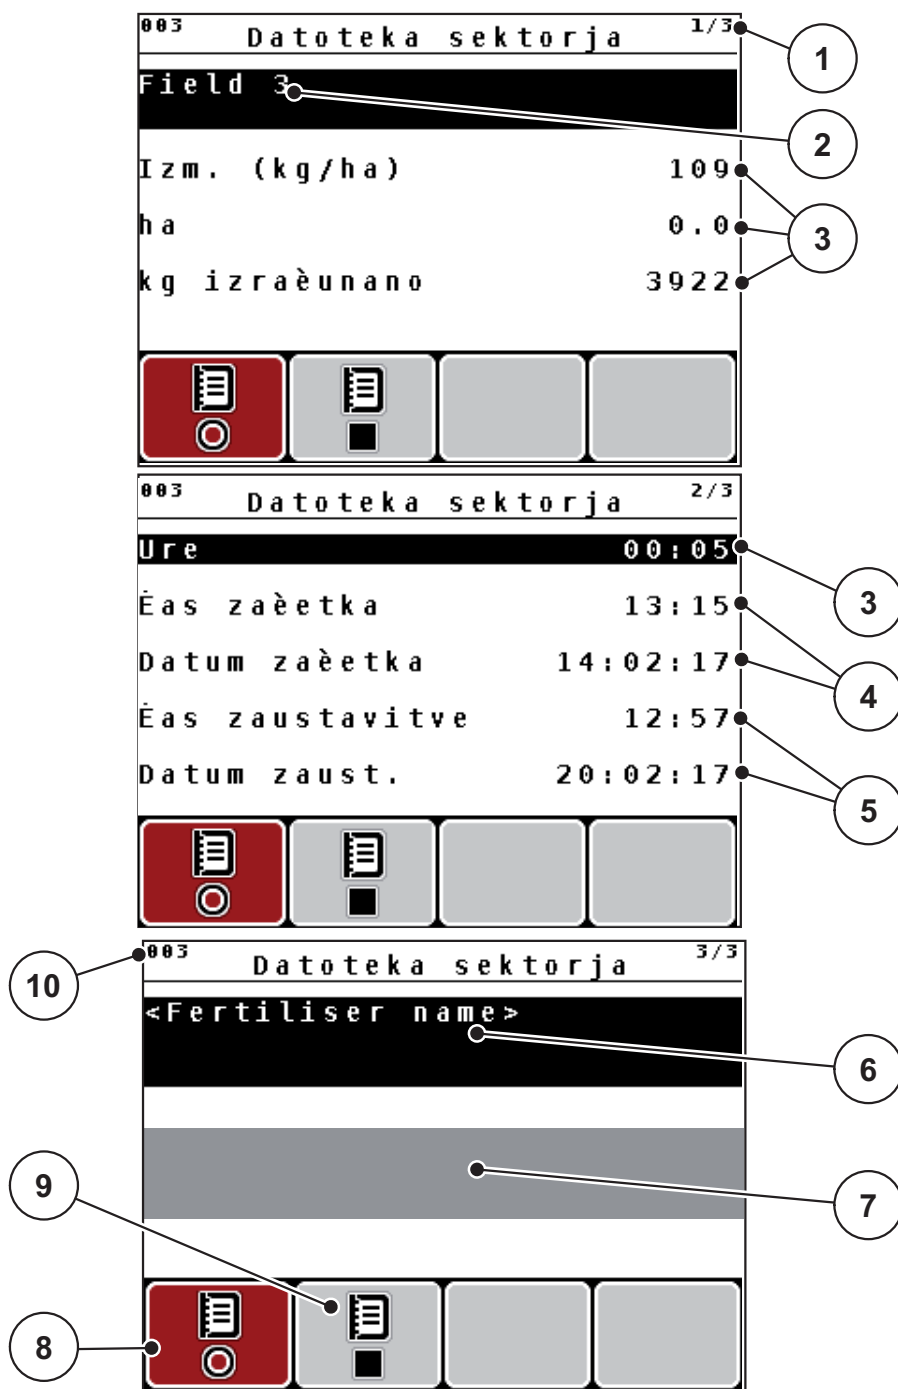 003 Datoteka sektorja 1/3
1
Field 3
2
Izm. (kg/ha) 109
ha 0.0
3
kg izraèunano 3922
003 Datoteka sektorja 2/3
Ure 00:05
3
Èas zaèetka 13:15
Datum zaèetka 14:02:17
4
Èas zaustavitve 12:57
Datum zaust. 20:02:17
5
003 Datoteka sektorja 3/3
10
<Fertiliser name>
6
9
7
8